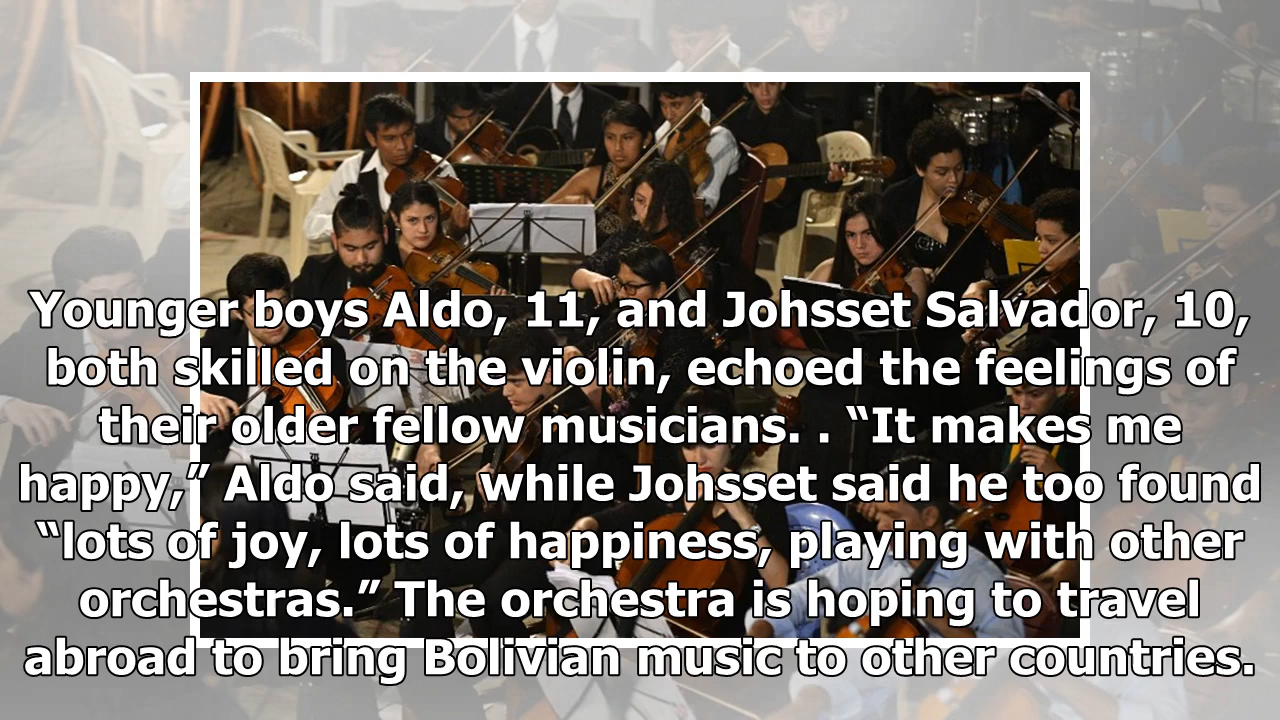 Younger boys Aldo, 11, and Johsset Salvador, 10,
both skilled on the violin, echoed the feelings of
their older fellow musicians. . “It makes me
happy,” Aldo said, while Johsset said he too found
“lots of joy, lots of happiness, playing with other
orchestras.” The orchestra is hoping to travel
abroad to bring Bolivian music to other countries.